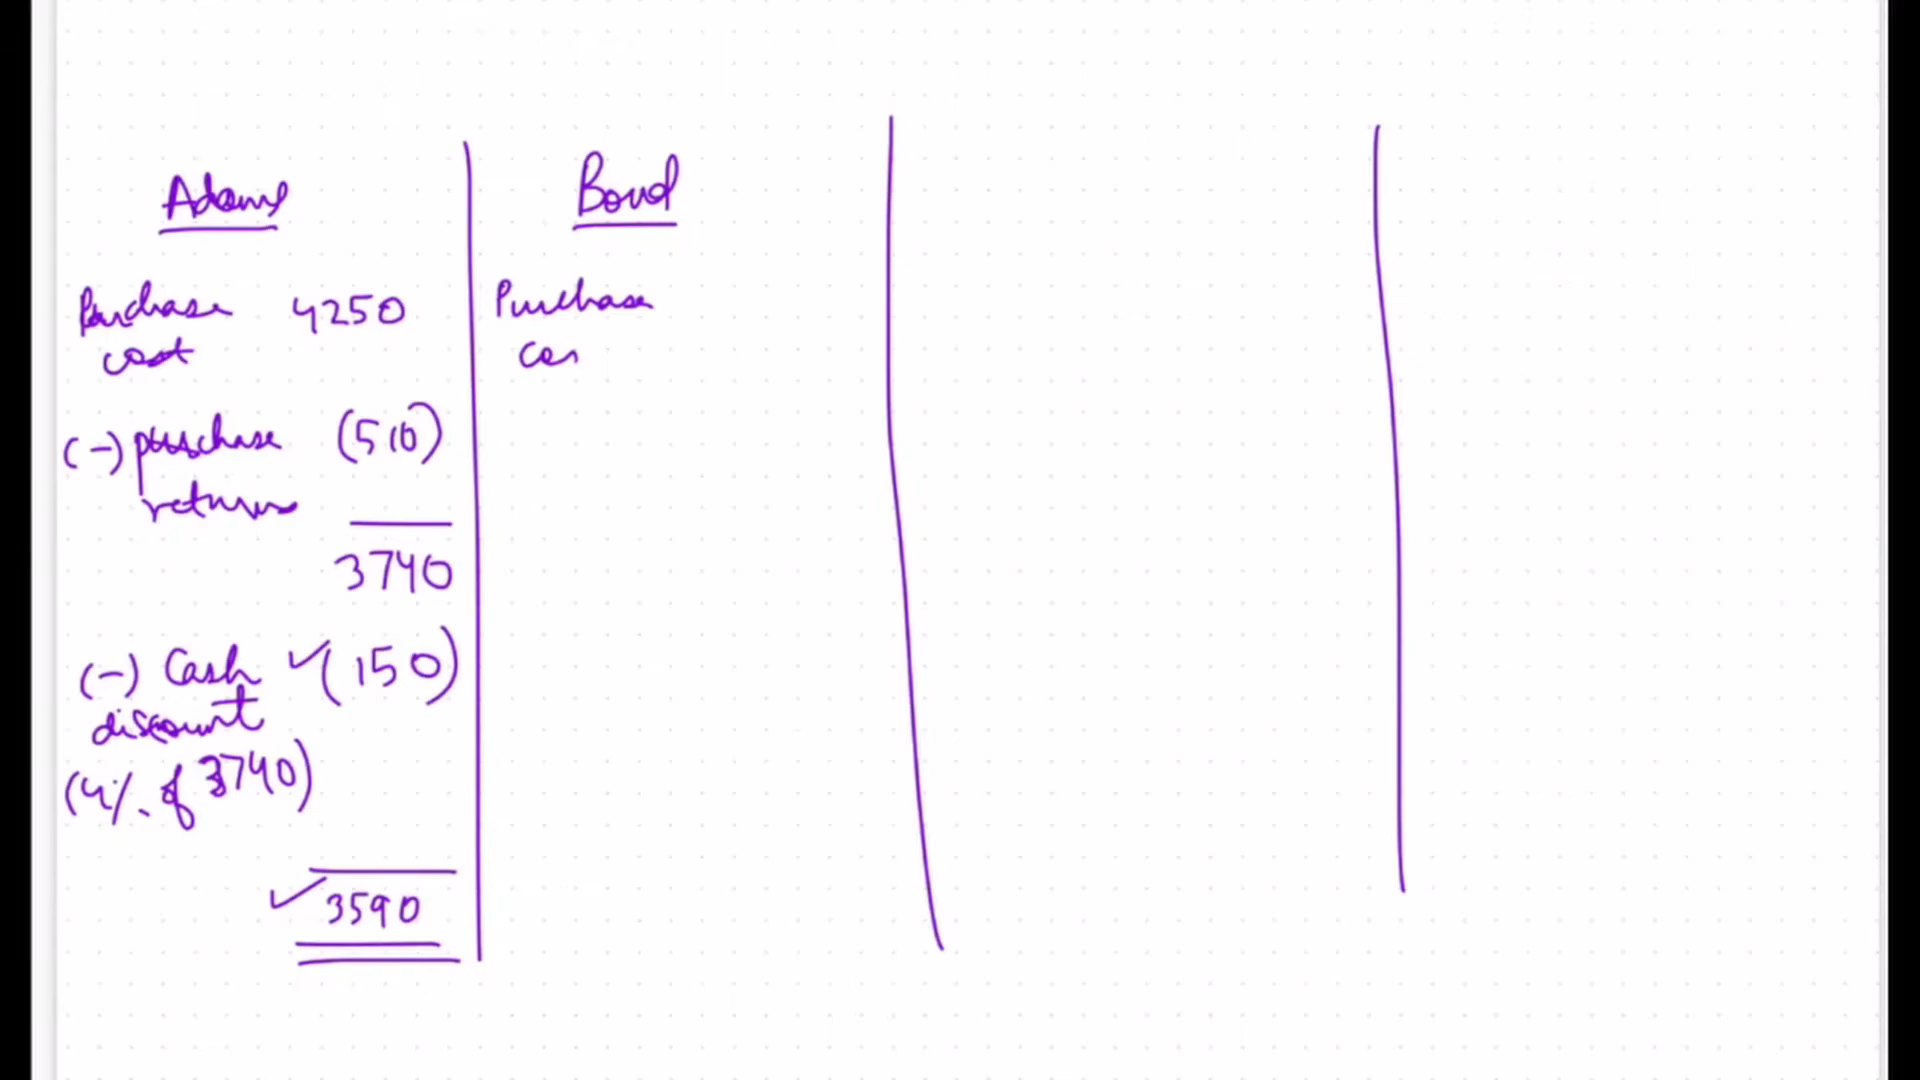 Adams
Purchase 4250
cost
(-) purchase (510)
returns
3740
(-) Cash ✓ (150)
discount
(4% of 3740)
✓ 3590
Bond
Purchase
cos